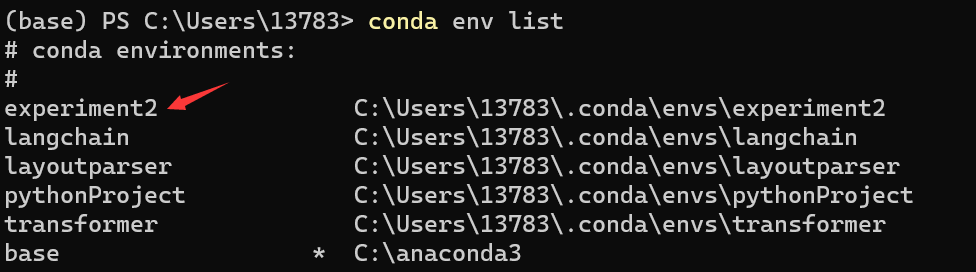 (base) PS C:\Users\13783> conda env list
# conda environments:
#
experiment2 C:\Users\13783\.conda\envs\experiment2
langchain C:\Users\13783\.conda\envs\langchain
layoutparser C:\Users\13783\.conda\envs\layoutparser
pythonProject C:\Users\13783\.conda\envs\pythonProject
transformer C:\Users\13783\.conda\envs\transformer
base * C:\anaconda3